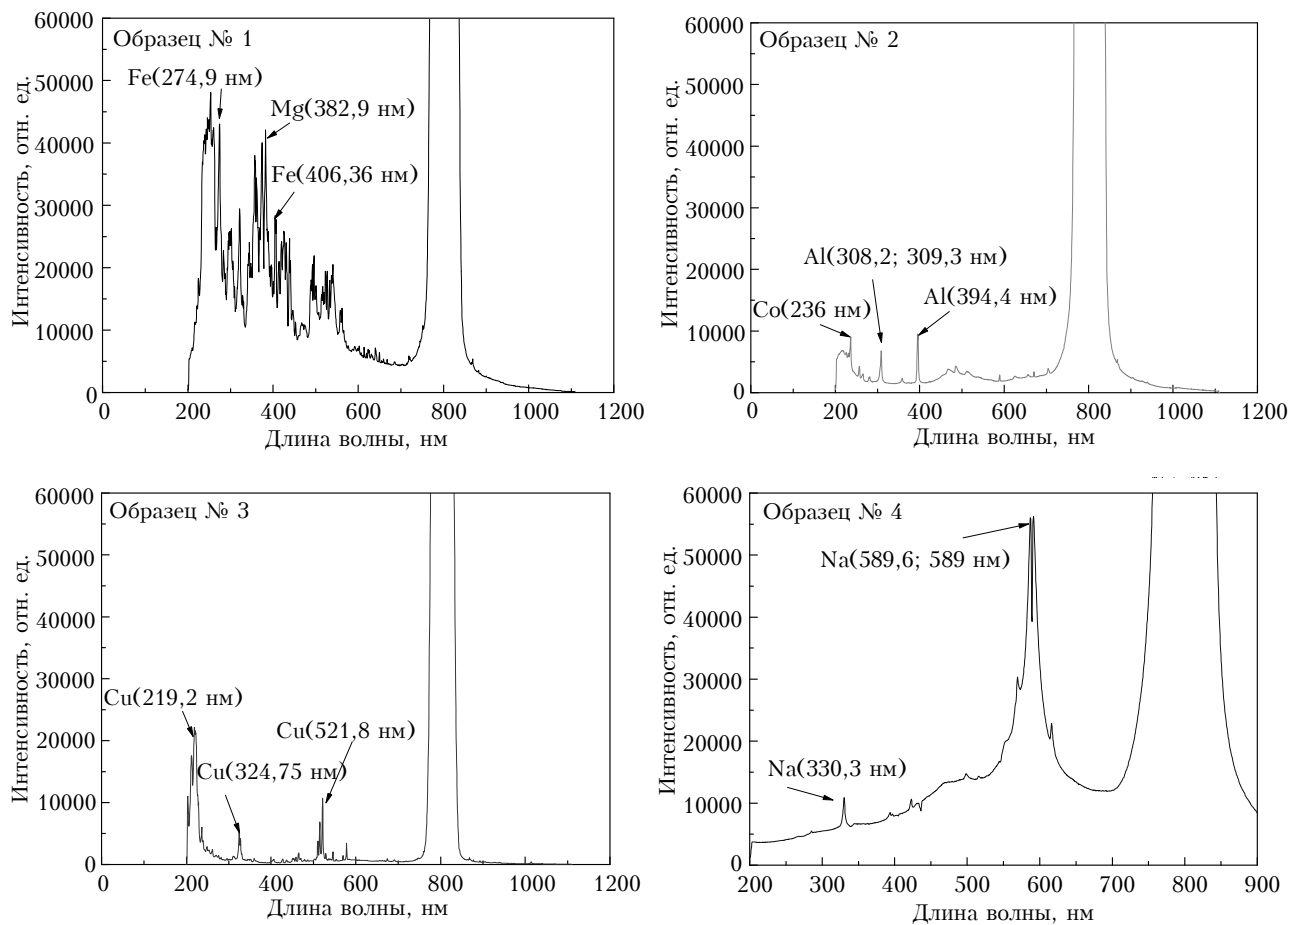 Образец № 1
Fe(274,9 нм)
Mg(382,9 нм)
Fe(406,36 нм)
Интенсивность, отн. ед.
60000
50000
40000
30000
20000
10000
0
0 200 400 600 800 1000 1200
Длина волны, нм
Образец № 2
Al(308,2; 309,3 нм)
Co(236 нм)
Al(394,4 нм)
Интенсивность, отн. ед.
60000
50000
40000
30000
20000
10000
0
0 200 400 600 800 1000 1200
Длина волны, нм
Образец № 3
Cu(219,2 нм)
Cu(521,8 нм)
Cu(324,75 нм)
Интенсивность, отн. ед.
60000
50000
40000
30000
20000
10000
0
0 200 400 600 800 1000 1200
Длина волны, нм
Образец № 4
Na(589,6; 589 нм)
Na(330,3 нм)
Интенсивность, отн. ед.
60000
50000
40000
30000
20000
10000
0
200 300 400 500 600 700 800 900
Длина волны, нм